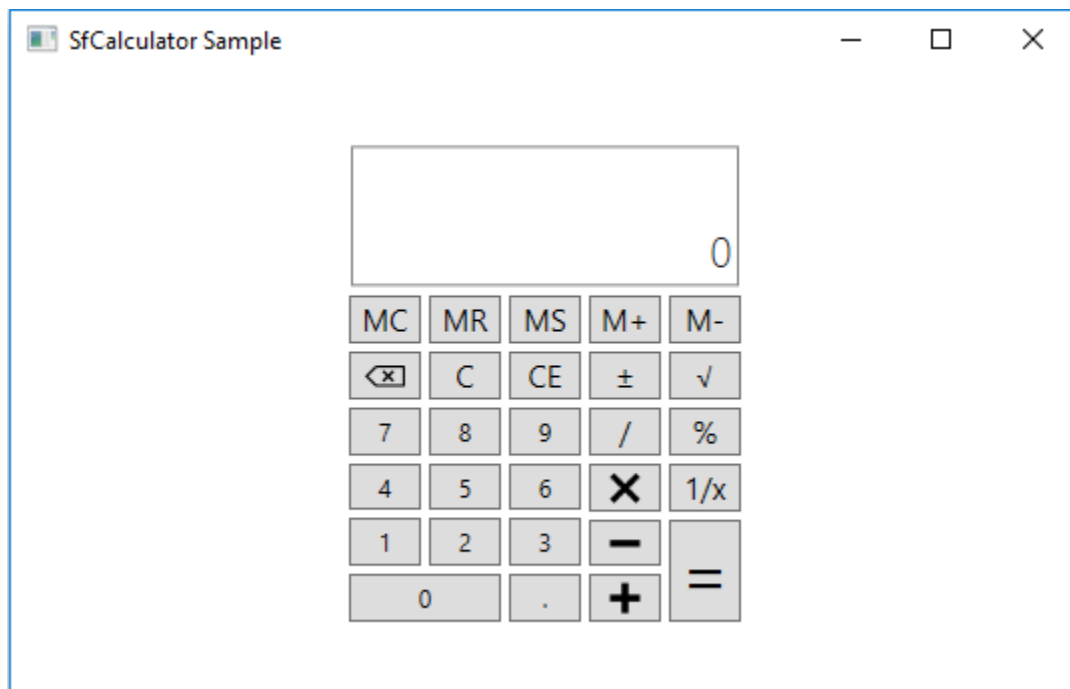 SfCalculator Sample
0
MC MR MS M+ M-
C CE ± √
7 8 9 / %
4 5 6 × 1/x
1 2 3 −
0 . + =